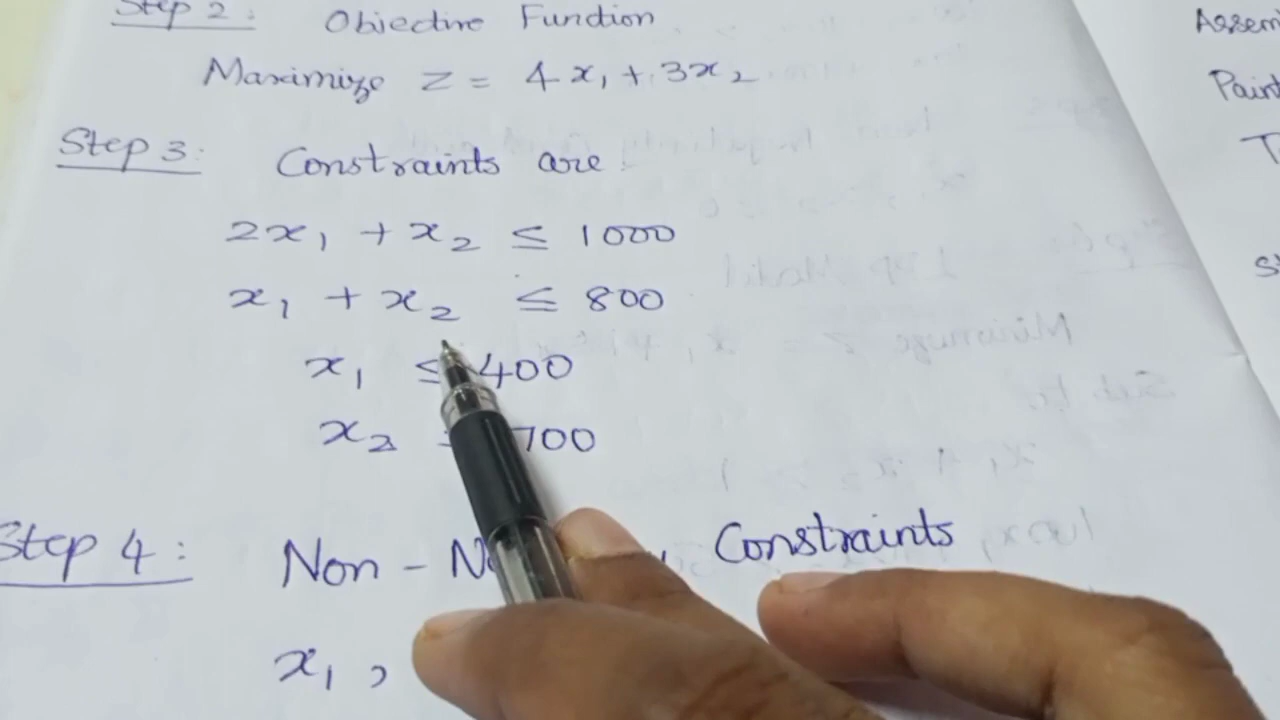 Step 2: Objective Function
Maximize Z = 4x₁ + 3x₂
Step 3: Constraints are
2x₁ + x₂ ≤ 1000
x₁ + x₂ ≤ 800
x₁ ≤ 400
x₂ 700
Step 4: Non - Constraints
x₁ ,